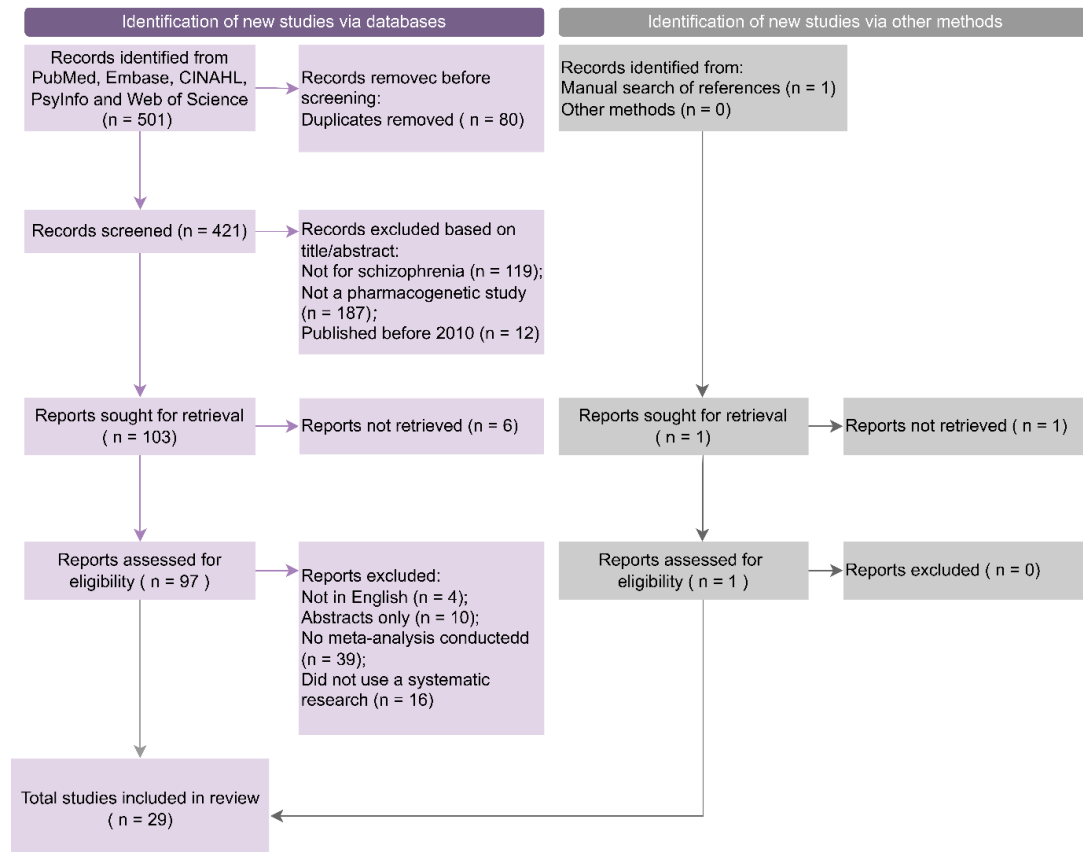 Identification of new studies via databases
Identification of new studies via other methods
Records identified from
PubMed, Embase, CINAHL,
PsyInfo and Web of Science
(n = 501)
Records removec before
screening:
Duplicates removed ( n = 80)
Records identified from:
Manual search of references (n = 1)
Other methods (n = 0)
Records screened (n = 421)
Records excluded based on
title/abstract:
Not for schizophrenia (n = 119);
Not a pharmacogenetic study
(n = 187);
Published before 2010 (n = 12)
Reports sought for retrieval
( n = 103)
Reports not retrieved (n = 6)
Reports sought for retrieval
( n = 1)
Reports not retrieved ( n = 1)
Reports assessed for
eligibility ( n = 97 )
Reports excluded:
Not in English (n = 4);
Abstracts only (n = 10);
No meta-analysis conductedd
(n = 39);
Did not use a systematic
research (n = 16)
Reports assessed for
eligibility ( n = 1 )
Reports excluded ( n = 0)
Total studies included in review
( n = 29)